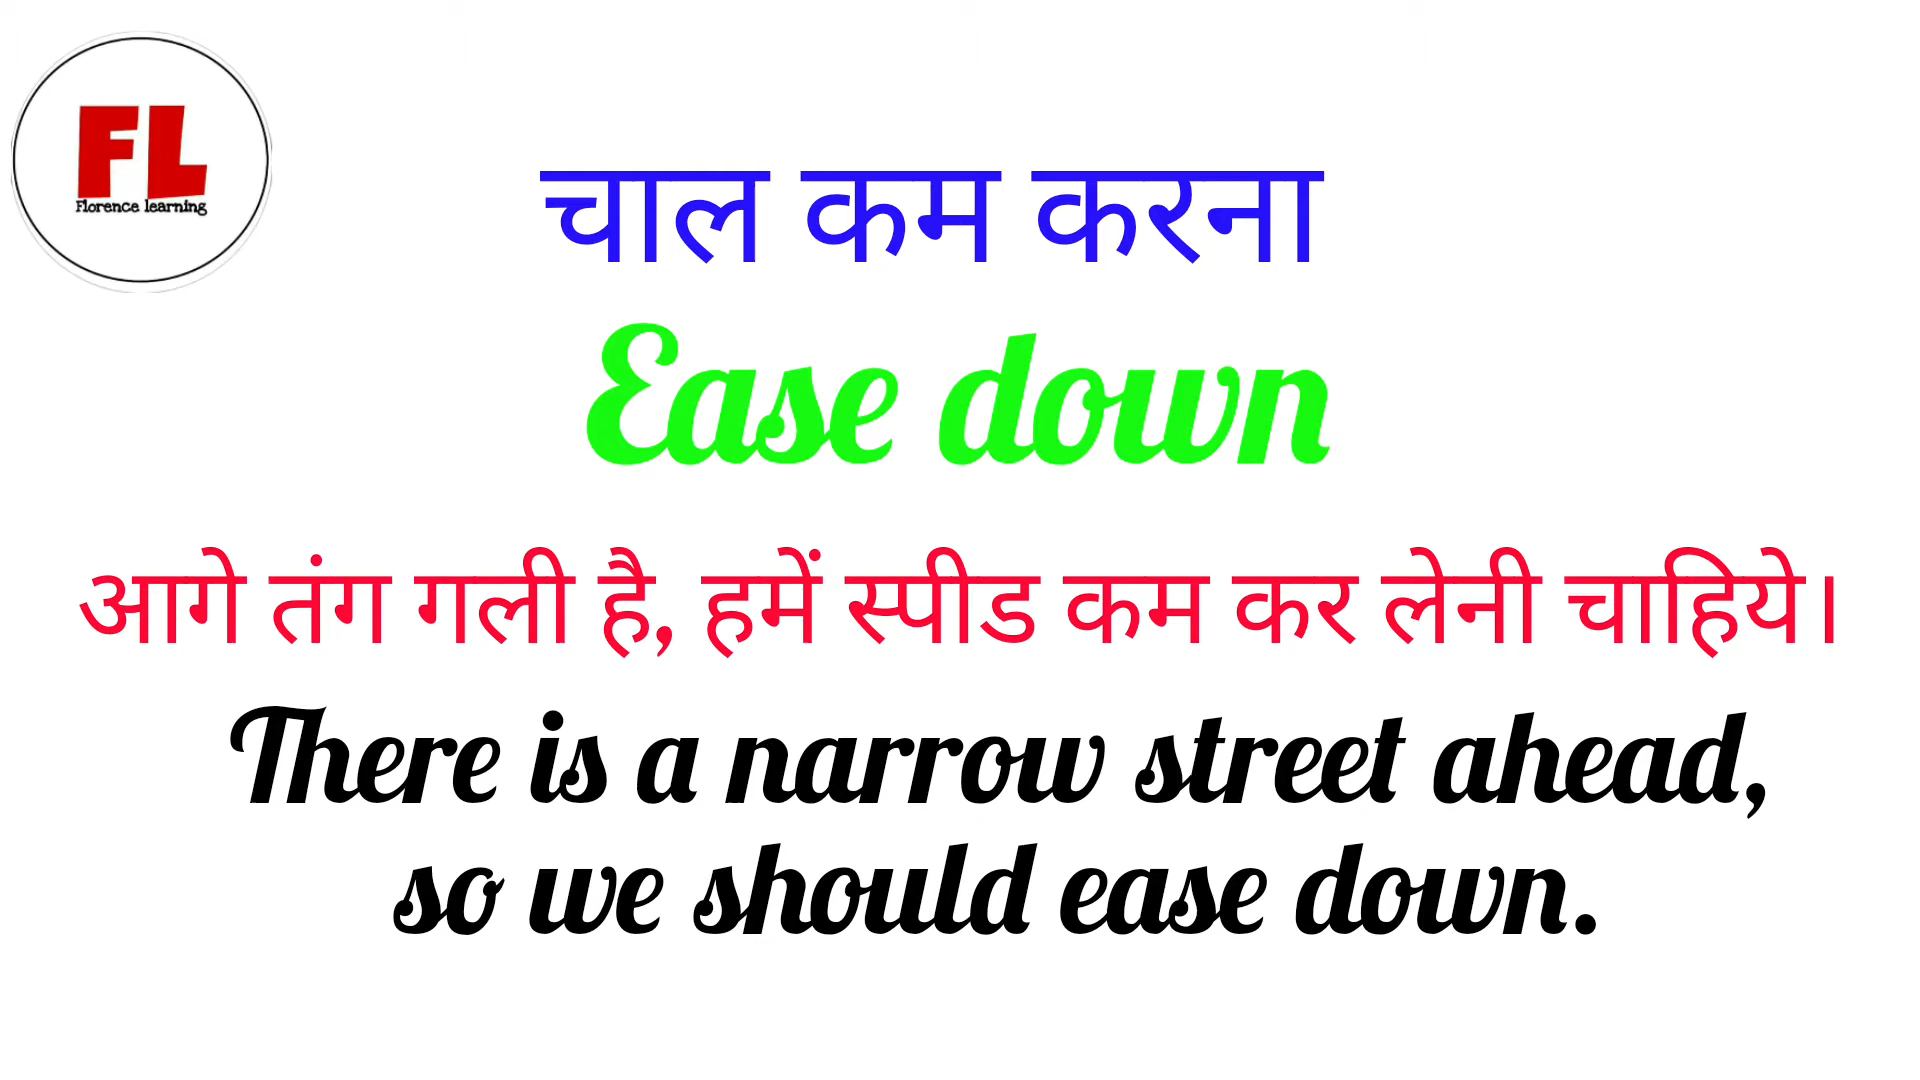 FL
Florence learning
चाल कम करना
Ease down
आगे तंग गली है, हमें स्पीड कम कर लेनी चाहिये।
There is a narrow street ahead,
so we should ease down.